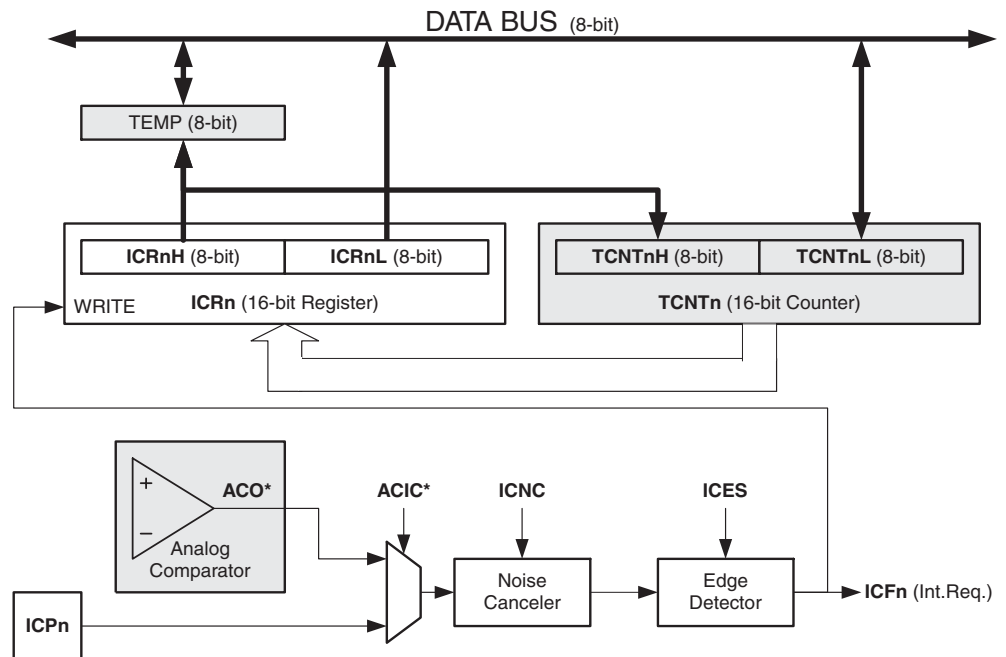 DATA BUS (8-bit)
TEMP (8-bit)
ICRnH (8-bit) ICRnL (8-bit) TCNTnH (8-bit) TCNTnL (8-bit)
WRITE ICRn (16-bit Register) TCNTn (16-bit Counter)
+ ACO* ACIC* ICNC ICES
−
Analog
Comparator
Noise
Canceler
Edge
Detector
ICFn (Int.Req.)
ICPn